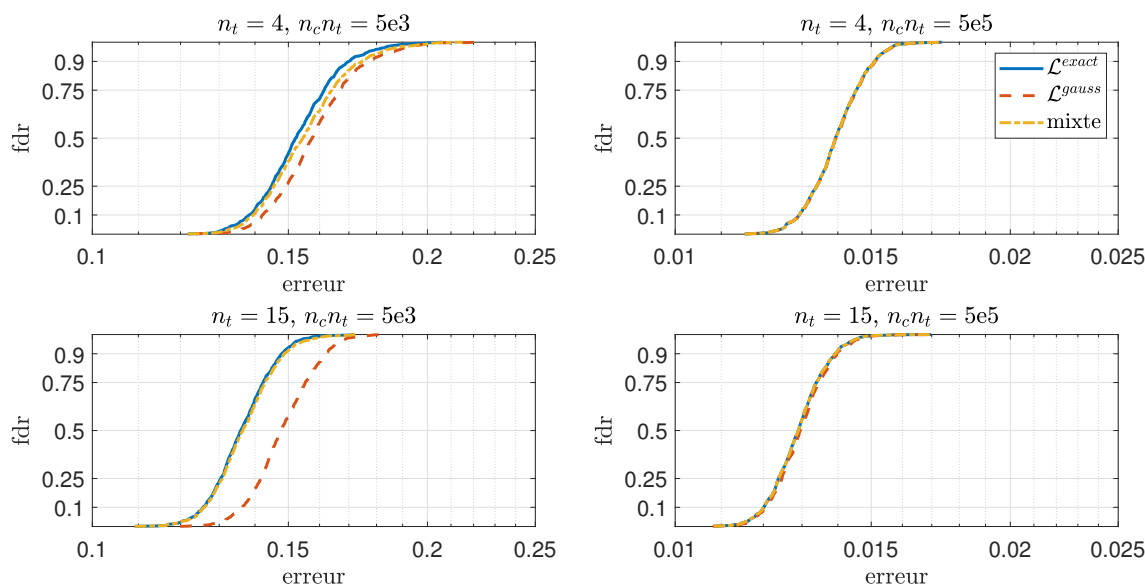 n_t = 4, n_c n_t = 5e3
0.9
0.75
0.5
0.25
0.1
fdr
0.1 0.15 0.2 0.25
erreur
n_t = 4, n_c n_t = 5e5
0.9
0.75
0.5
0.25
0.1
fdr
ℒ^exact
ℒ^gauss
mixte
0.01 0.015 0.02 0.025
erreur
n_t = 15, n_c n_t = 5e3
0.9
0.75
0.5
0.25
0.1
fdr
0.1 0.15 0.2 0.25
erreur
n_t = 15, n_c n_t = 5e5
0.9
0.75
0.5
0.25
0.1
fdr
0.01 0.015 0.02 0.025
erreur